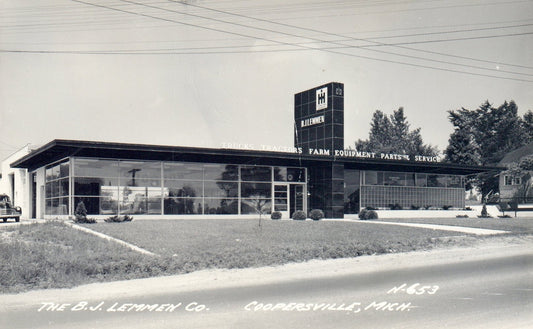 IH
B.J. LEMMEN
TRUCKS TRACTORS FARM EQUIPMENT PARTS & SERVICE
THE B.J. LEMMEN CO. COOPERSVILLE, MICH. N-653